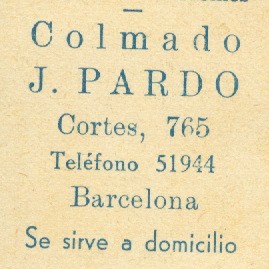 Colmado
J. PARDO
Cortes, 765
Teléfono 51944
Barcelona
Se sirve a domicilio